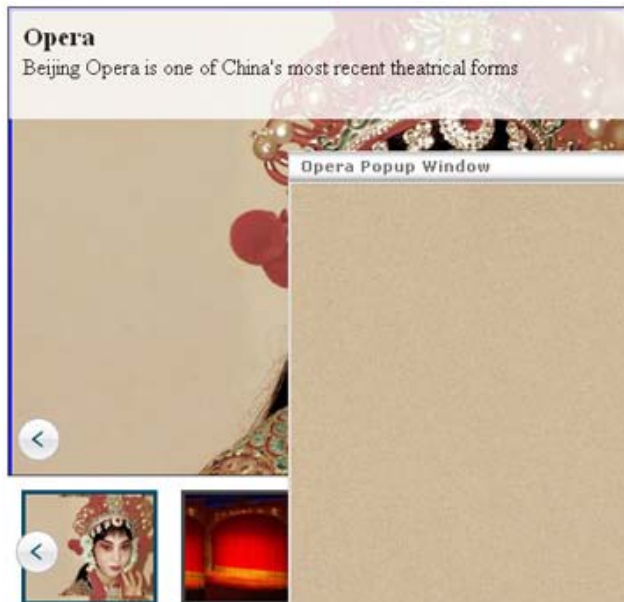 Opera
Beijing Opera is one of China's most recent theatrical forms
Opera Popup Window